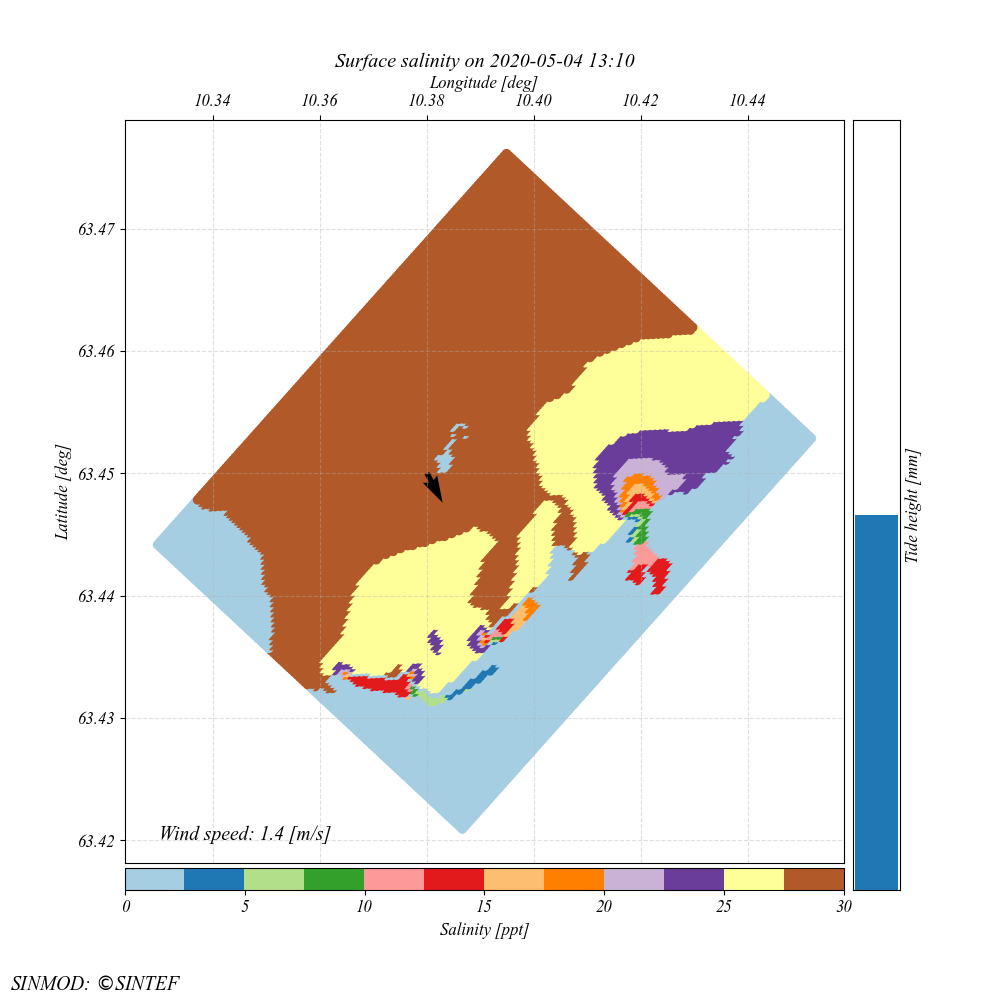 Surface salinity on 2020-05-04 13:10
Longitude [deg]
10.34 10.36 10.38 10.40 10.42 10.44
63.47
63.46
63.45
63.44
63.43
63.42
Latitude [deg]
Tide height [mm]
Wind speed: 1.4 [m/s]
0 5 10 15 20 25 30
Salinity [ppt]
SINMOD: ©SINTEF